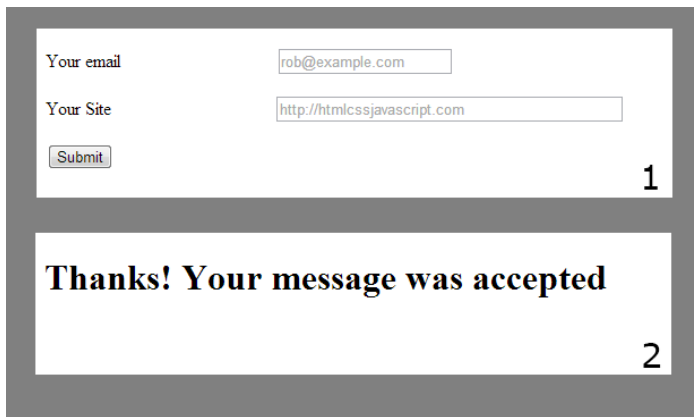 Your email rob@example.com
Your Site http://htmlcssjavascript.com
Submit
1
Thanks! Your message was accepted
2